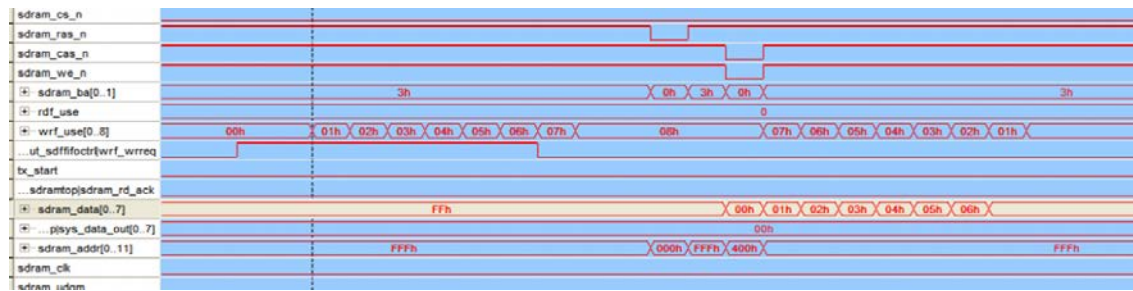 sdram_cs_n
sdram_ras_n
sdram_cas_n
sdram_we_n
sdram_ba[0..1] 3h 0h 3h 0h 3h
rdf_use 0
wrf_use[0..8] 00h 01h 02h 03h 04h 05h 06h 07h 08h 07h 06h 05h 04h 03h 02h 01h
...ut_sdffifoctrl|wrf_wrreq
tx_start
...sdramtop|sdram_rd_ack
sdram_data[0..7] FFh 00h 01h 02h 03h 04h 05h 06h
...p|sys_data_out[0..7] 00h
sdram_addr[0..11] FFFh 000h FFFh 400h FFFh
sdram_clk
sdram_udqm